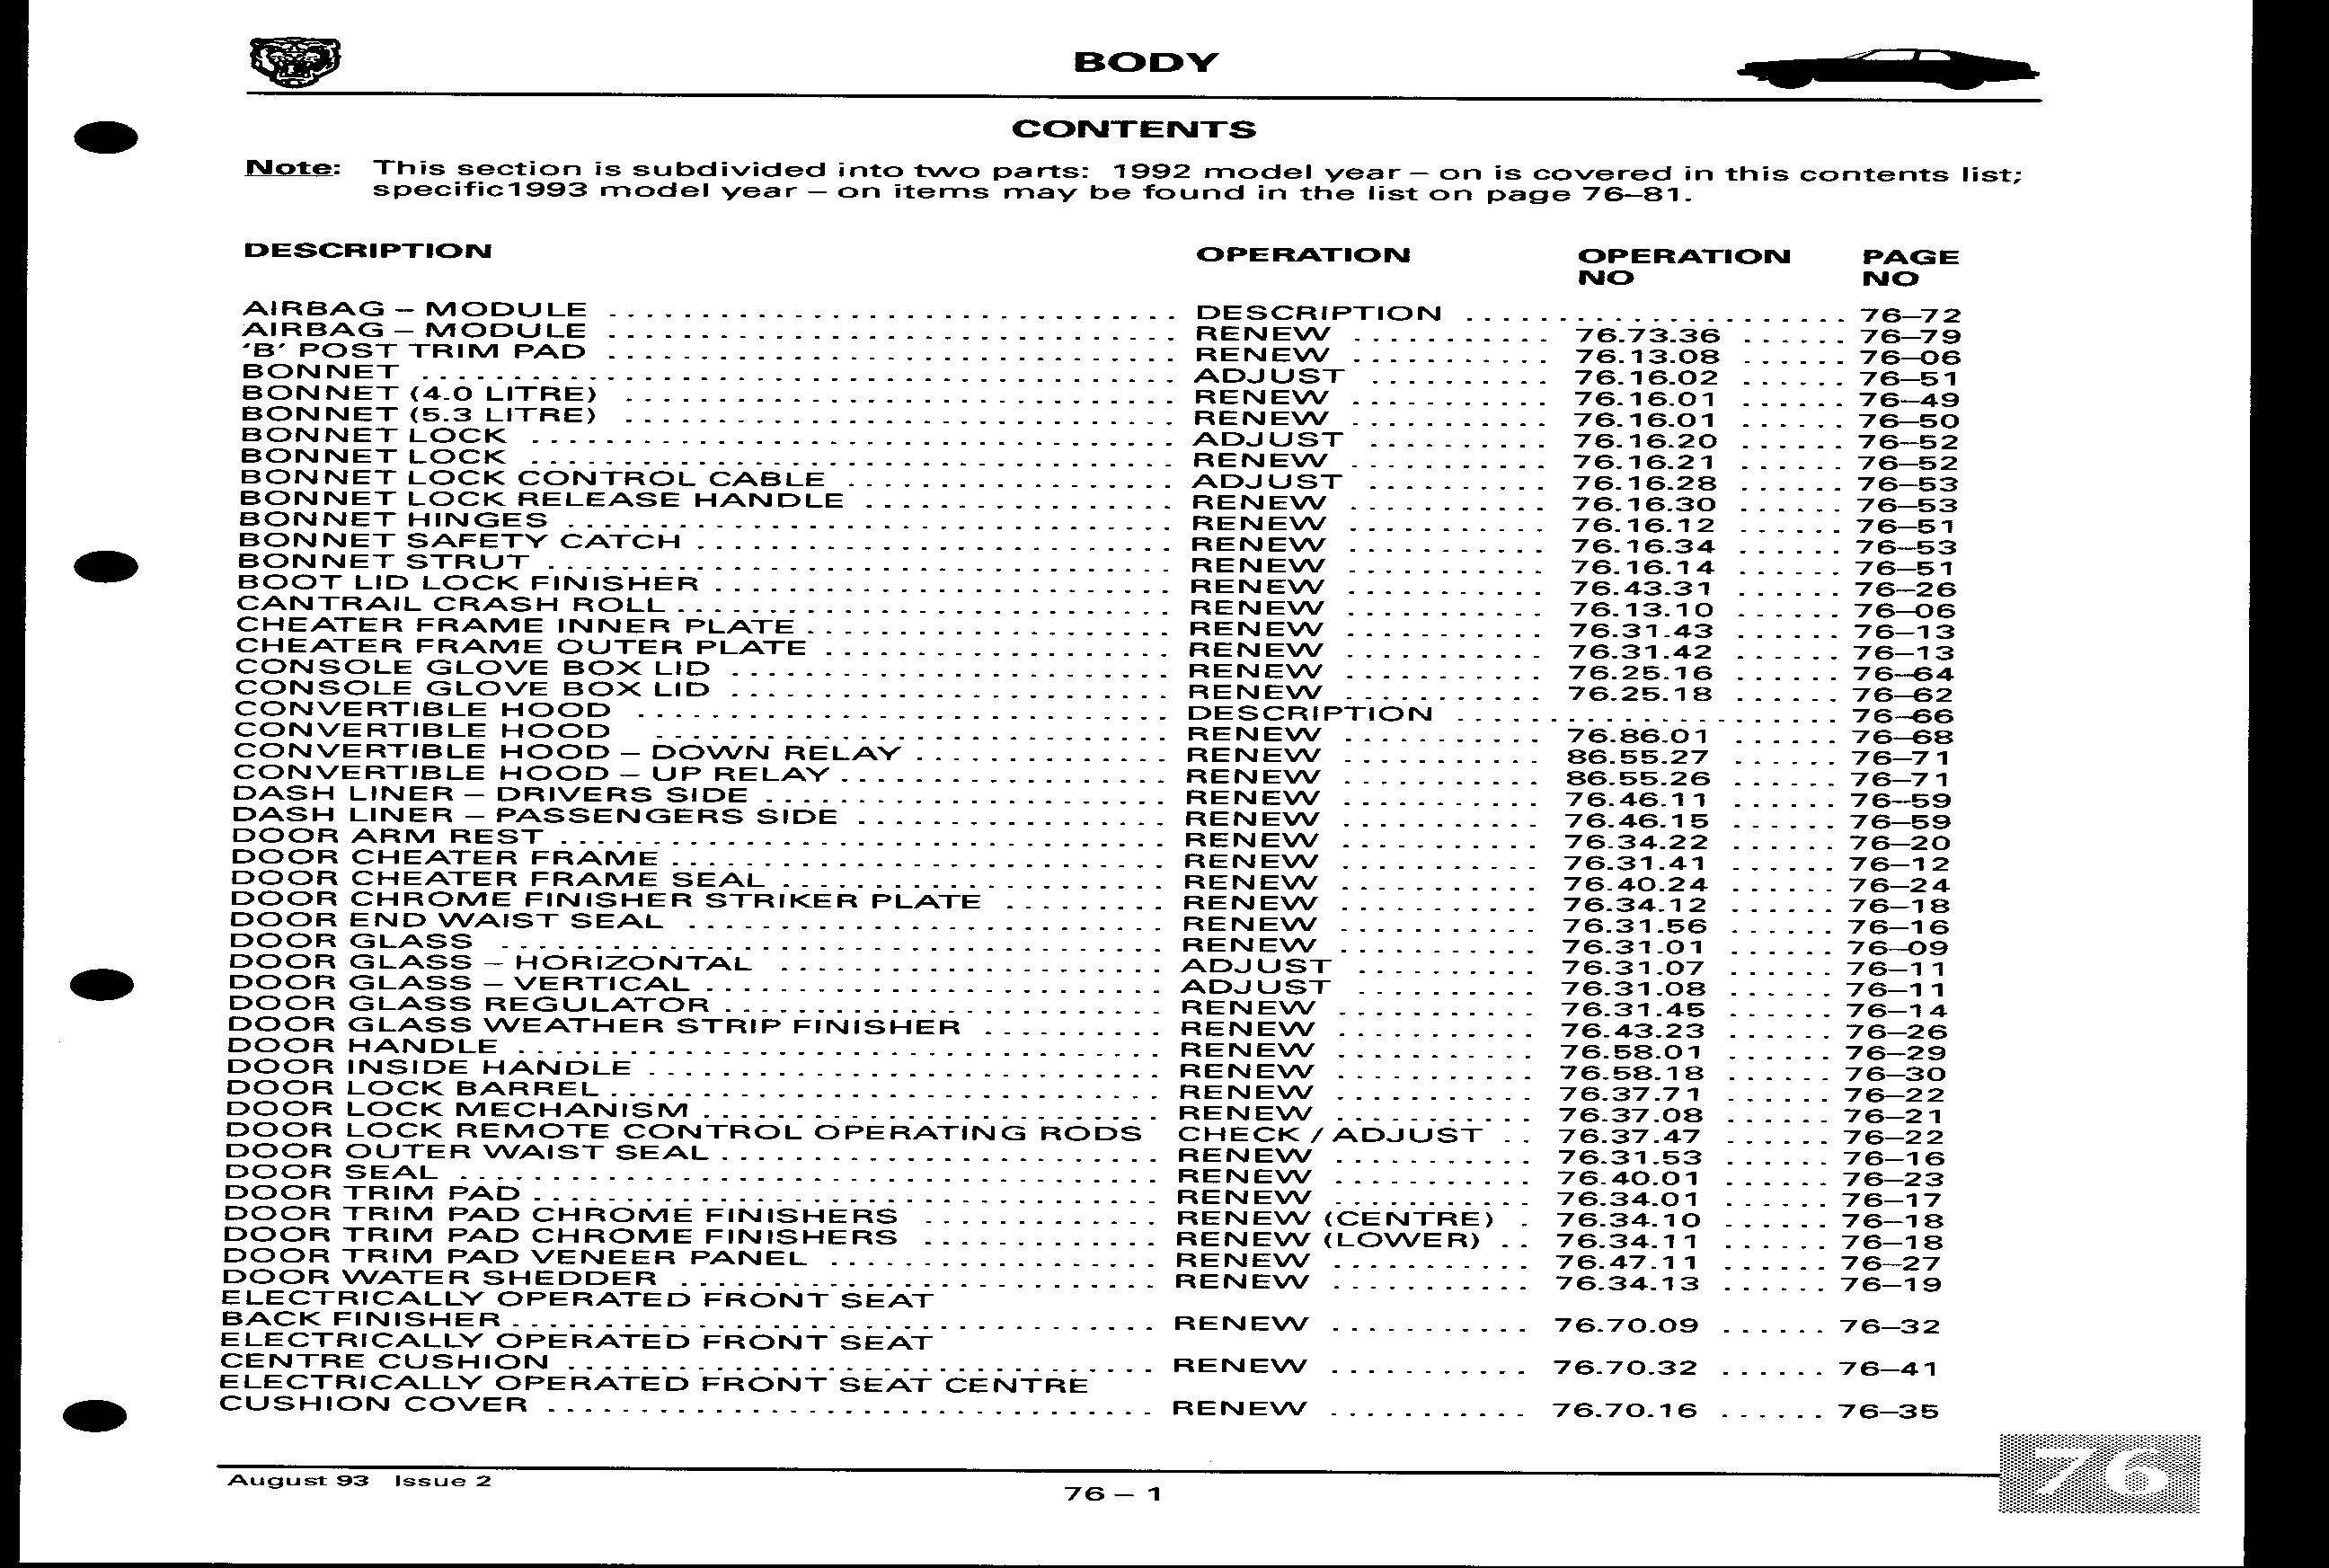 BODY
CONTENTS
Note: This section is subdivided into two parts: 1992 model year – on is covered in this contents list;
specific1993 model year – on items may be found in the list on page 76–81.
DESCRIPTION OPERATION OPERATION PAGE
NO NO
AIRBAG – MODULE ..... DESCRIPTION ..... 76–72
AIRBAG – MODULE ..... RENEW ..... 76.73.36 ..... 76–79
‘B’ POST TRIM PAD ..... RENEW ..... 76.13.08 ..... 76–06
BONNET ..... ADJUST ..... 76.16.02 ..... 76–51
BONNET (4.0 LITRE) ..... RENEW ..... 76.16.01 ..... 76–49
BONNET (5.3 LITRE) ..... RENEW ..... 76.16.01 ..... 76–50
BONNET LOCK ..... ADJUST ..... 76.16.20 ..... 76–52
BONNET LOCK ..... RENEW ..... 76.16.21 ..... 76–52
BONNET LOCK CONTROL CABLE ..... ADJUST ..... 76.16.28 ..... 76–53
BONNET LOCK RELEASE HANDLE ..... RENEW ..... 76.16.30 ..... 76–53
BONNET HINGES ..... RENEW ..... 76.16.12 ..... 76–51
BONNET SAFETY CATCH ..... RENEW ..... 76.16.34 ..... 76–53
BONNET STRUT ..... RENEW ..... 76.16.14 ..... 76–51
BOOT LID LOCK FINISHER ..... RENEW ..... 76.43.31 ..... 76–26
CANTRAIL CRASH ROLL ..... RENEW ..... 76.13.10 ..... 76–06
CHEATER FRAME INNER PLATE ..... RENEW ..... 76.31.43 ..... 76–13
CHEATER FRAME OUTER PLATE ..... RENEW ..... 76.31.42 ..... 76–13
CONSOLE GLOVE BOX LID ..... RENEW ..... 76.25.16 ..... 76–64
CONSOLE GLOVE BOX LID ..... RENEW ..... 76.25.18 ..... 76–62
CONVERTIBLE HOOD ..... DESCRIPTION ..... 76–66
CONVERTIBLE HOOD ..... RENEW ..... 76.86.01 ..... 76–68
CONVERTIBLE HOOD – DOWN RELAY ..... RENEW ..... 86.55.27 ..... 76–71
CONVERTIBLE HOOD – UP RELAY ..... RENEW ..... 86.55.26 ..... 76–71
DASH LINER – DRIVERS SIDE ..... RENEW ..... 76.46.11 ..... 76–59
DASH LINER – PASSENGERS SIDE ..... RENEW ..... 76.46.15 ..... 76–59
DOOR ARM REST ..... RENEW ..... 76.34.22 ..... 76–20
DOOR CHEATER FRAME ..... RENEW ..... 76.31.41 ..... 76–12
DOOR CHEATER FRAME SEAL ..... RENEW ..... 76.40.24 ..... 76–24
DOOR CHROME FINISHER STRIKER PLATE ..... RENEW ..... 76.34.12 ..... 76–18
DOOR END WAIST SEAL ..... RENEW ..... 76.31.56 ..... 76–16
DOOR GLASS ..... RENEW ..... 76.31.01 ..... 76–09
DOOR GLASS – HORIZONTAL ..... ADJUST ..... 76.31.07 ..... 76–11
DOOR GLASS – VERTICAL ..... ADJUST ..... 76.31.08 ..... 76–11
DOOR GLASS REGULATOR ..... RENEW ..... 76.31.45 ..... 76–14
DOOR GLASS WEATHER STRIP FINISHER ..... RENEW ..... 76.43.23 ..... 76–26
DOOR HANDLE ..... RENEW ..... 76.58.01 ..... 76–29
DOOR INSIDE HANDLE ..... RENEW ..... 76.58.18 ..... 76–30
DOOR LOCK BARREL ..... RENEW ..... 76.37.71 ..... 76–22
DOOR LOCK MECHANISM ..... RENEW ..... 76.37.08 ..... 76–21
DOOR LOCK REMOTE CONTROL OPERATING RODS CHECK / ADJUST .. 76.37.47 ..... 76–22
DOOR OUTER WAIST SEAL ..... RENEW ..... 76.31.53 ..... 76–16
DOOR SEAL ..... RENEW ..... 76.40.01 ..... 76–23
DOOR TRIM PAD ..... RENEW ..... 76.34.01 ..... 76–17
DOOR TRIM PAD CHROME FINISHERS ..... RENEW (CENTRE) . 76.34.10 ..... 76–18
DOOR TRIM PAD CHROME FINISHERS ..... RENEW (LOWER) .. 76.34.11 ..... 76–18
DOOR TRIM PAD VENEER PANEL ..... RENEW ..... 76.47.11 ..... 76–27
DOOR WATER SHEDDER ..... RENEW ..... 76.34.13 ..... 76–19
ELECTRICALLY OPERATED FRONT SEAT
BACK FINISHER ..... RENEW ..... 76.70.09 ..... 76–32
ELECTRICALLY OPERATED FRONT SEAT
CENTRE CUSHION ..... RENEW ..... 76.70.32 ..... 76–41
ELECTRICALLY OPERATED FRONT SEAT CENTRE
CUSHION COVER ..... RENEW ..... 76.70.16 ..... 76–35
August 93 Issue 2
76 – 1
76